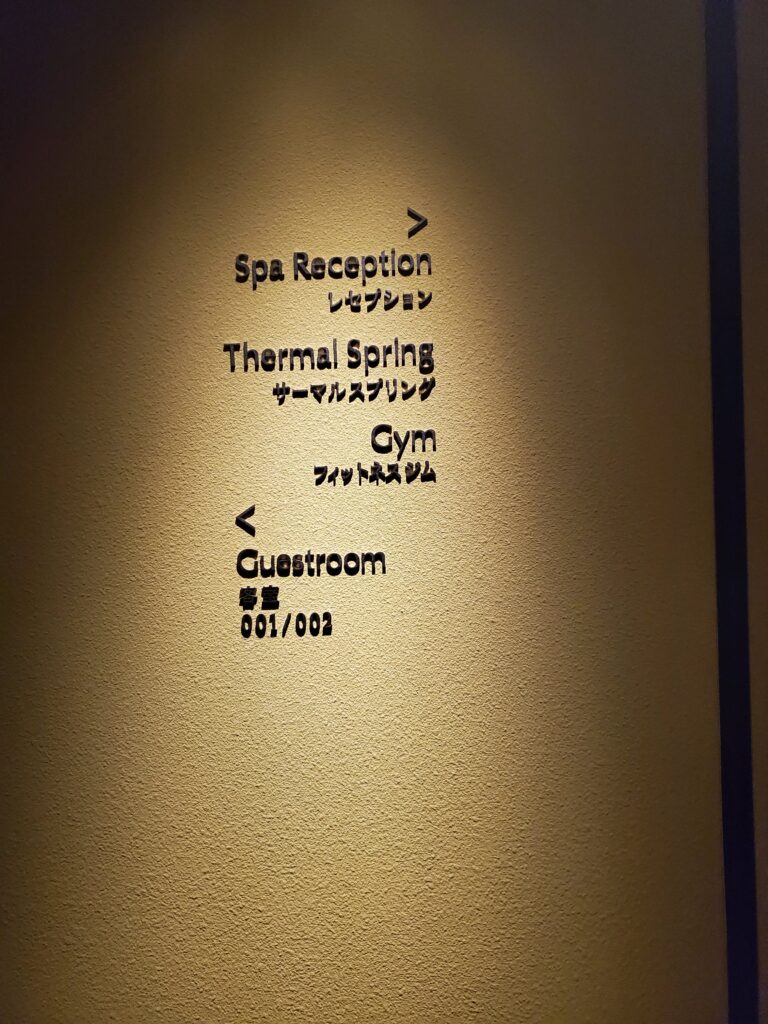 >
Spa Reception
レセプション
Thermal Spring
サーマルスプリング
Gym
フィットネスジム
<
Guestroom
客室
001/002